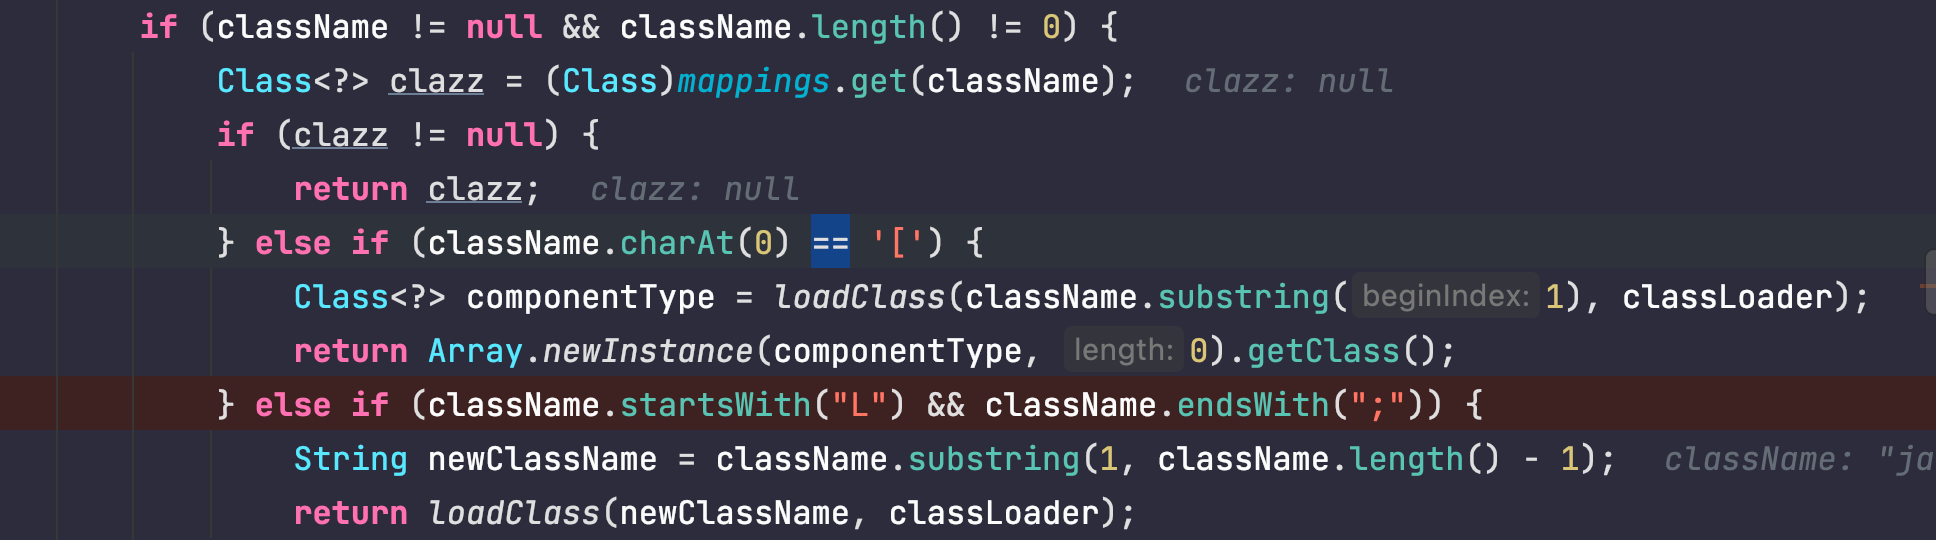 if (className != null && className.length() != 0) {
Class<?> clazz = (Class)mappings.get(className); clazz: null
if (clazz != null) {
return clazz; clazz: null
} else if (className.charAt(0) == '[') {
Class<?> componentType = loadClass(className.substring( beginIndex: 1), classLoader);
return Array.newInstance(componentType, length: 0).getClass();
} else if (className.startsWith("L") && className.endsWith(";")) {
String newClassName = className.substring(1, className.length() - 1); className: "ja
return loadClass(newClassName, classLoader);